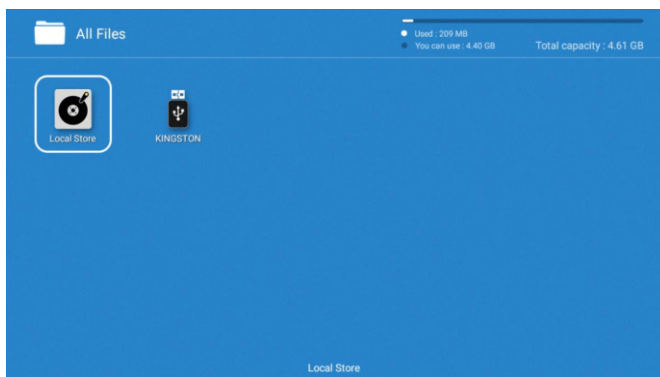 All Files
Used : 209 MB
You can use : 4.40 GB
Total capacity : 4.61 GB
Local Store
KINGSTON
Local Store